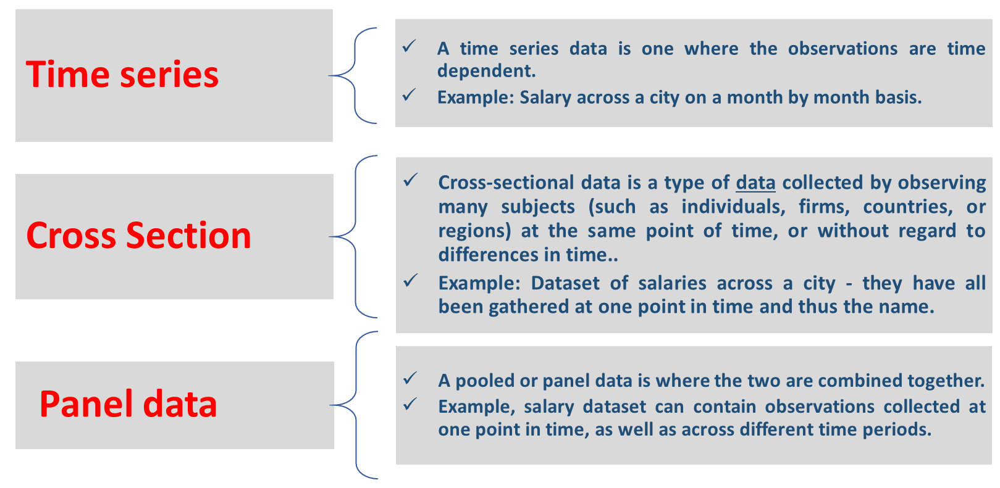 Time series
✓ A time series data is one where the observations are time
dependent.
✓ Example: Salary across a city on a month by month basis.
Cross Section
✓ Cross-sectional data is a type of data collected by observing
many subjects (such as individuals, firms, countries, or
regions) at the same point of time, or without regard to
differences in time..
✓ Example: Dataset of salaries across a city - they have all
been gathered at one point in time and thus the name.
Panel data
✓ A pooled or panel data is where the two are combined together.
✓ Example, salary dataset can contain observations collected at
one point in time, as well as across different time periods.